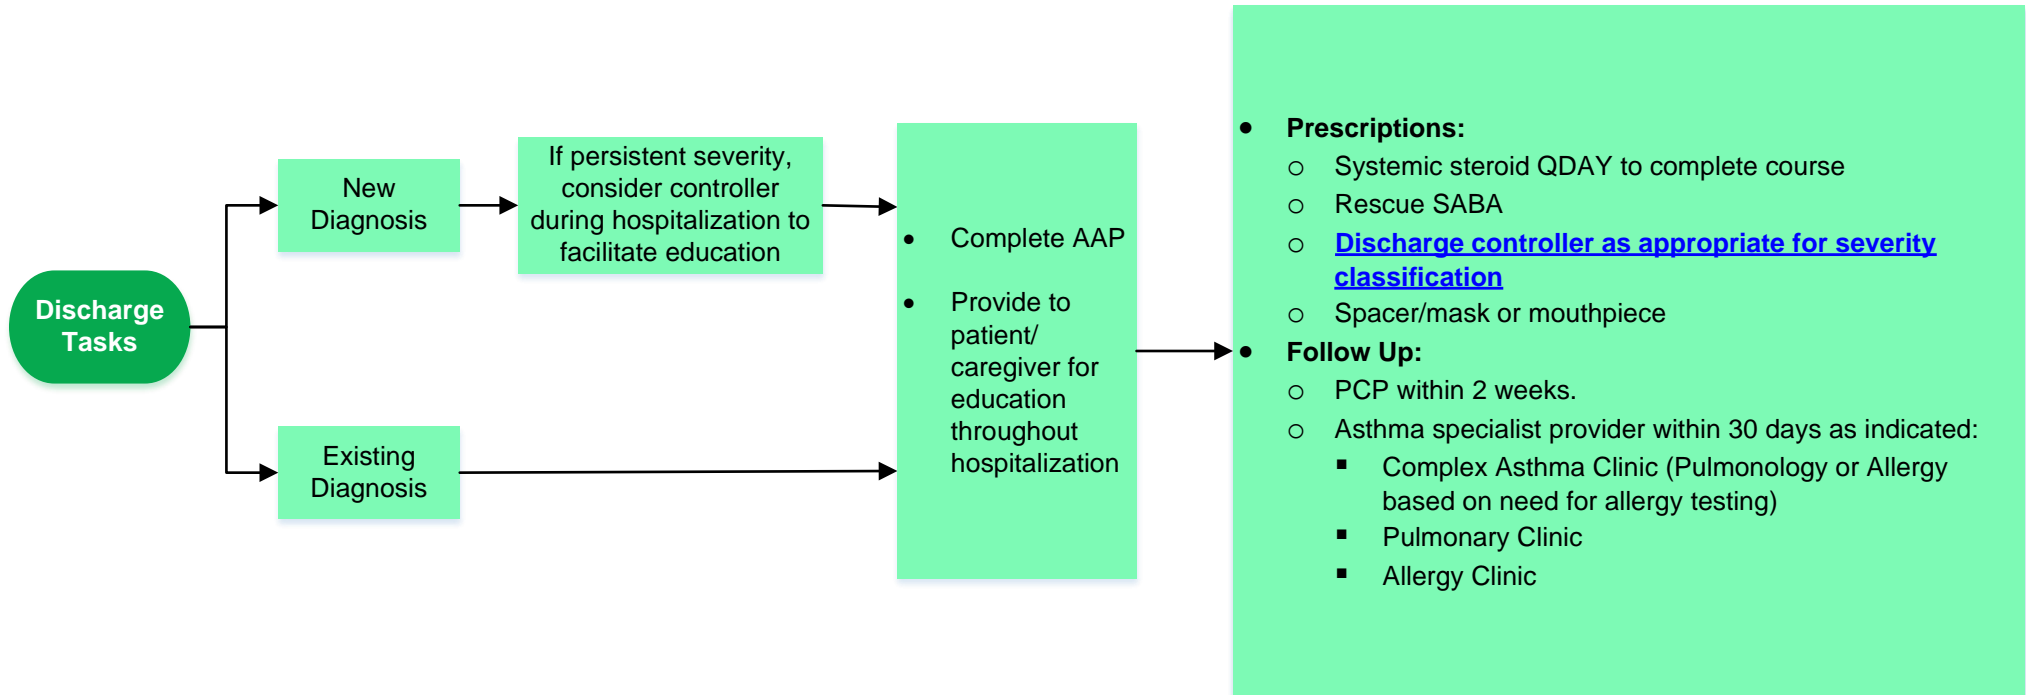 Discharge
Tasks
New
Diagnosis
If persistent severity,
consider controller
during hospitalization to
facilitate education
Existing
Diagnosis
• Complete AAP
• Provide to
patient/
caregiver for
education
throughout
hospitalization
• Prescriptions:
o Systemic steroid QDAY to complete course
o Rescue SABA
o Discharge controller as appropriate for severity
classification
o Spacer/mask or mouthpiece
• Follow Up:
o PCP within 2 weeks.
o Asthma specialist provider within 30 days as indicated:
▪ Complex Asthma Clinic (Pulmonology or Allergy
based on need for allergy testing)
▪ Pulmonary Clinic
▪ Allergy Clinic